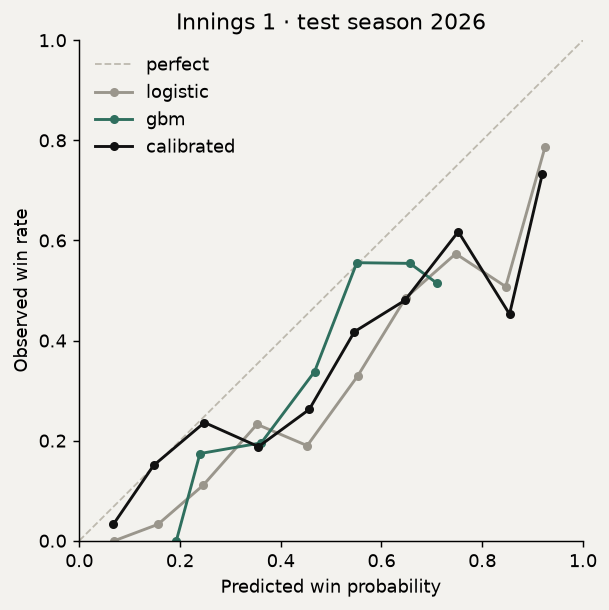 Innings 1 · test season 2026
perfect
logistic
gbm
calibrated
Observed win rate
1.0
0.8
0.6
0.4
0.2
0.0
0.0 0.2 0.4 0.6 0.8 1.0
Predicted win probability